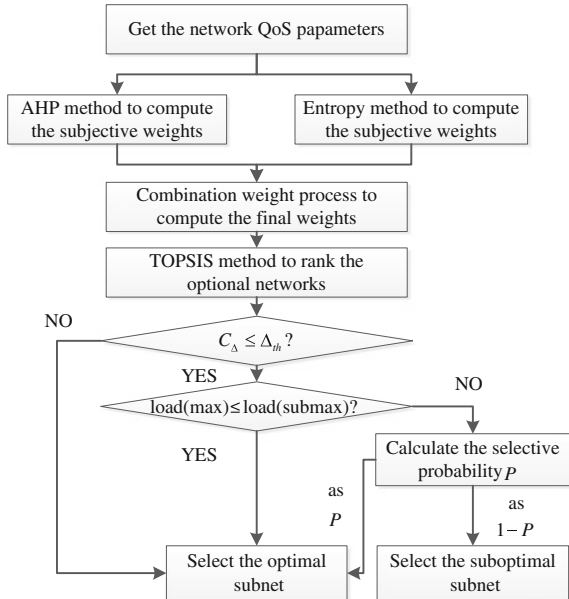 Get the network QoS papameters
AHP method to compute
the subjective weights
Entropy method to compute
the subjective weights
Combination weight process to
compute the final weights
TOPSIS method to rank the
optional networks
NO
C_Δ ≤ Δ_th ?
YES
NO
load(max)≤load(submax)?
YES
Calculate the selective
probability P
as
P
as
1− P
Select the optimal
subnet
Select the suboptimal
subnet